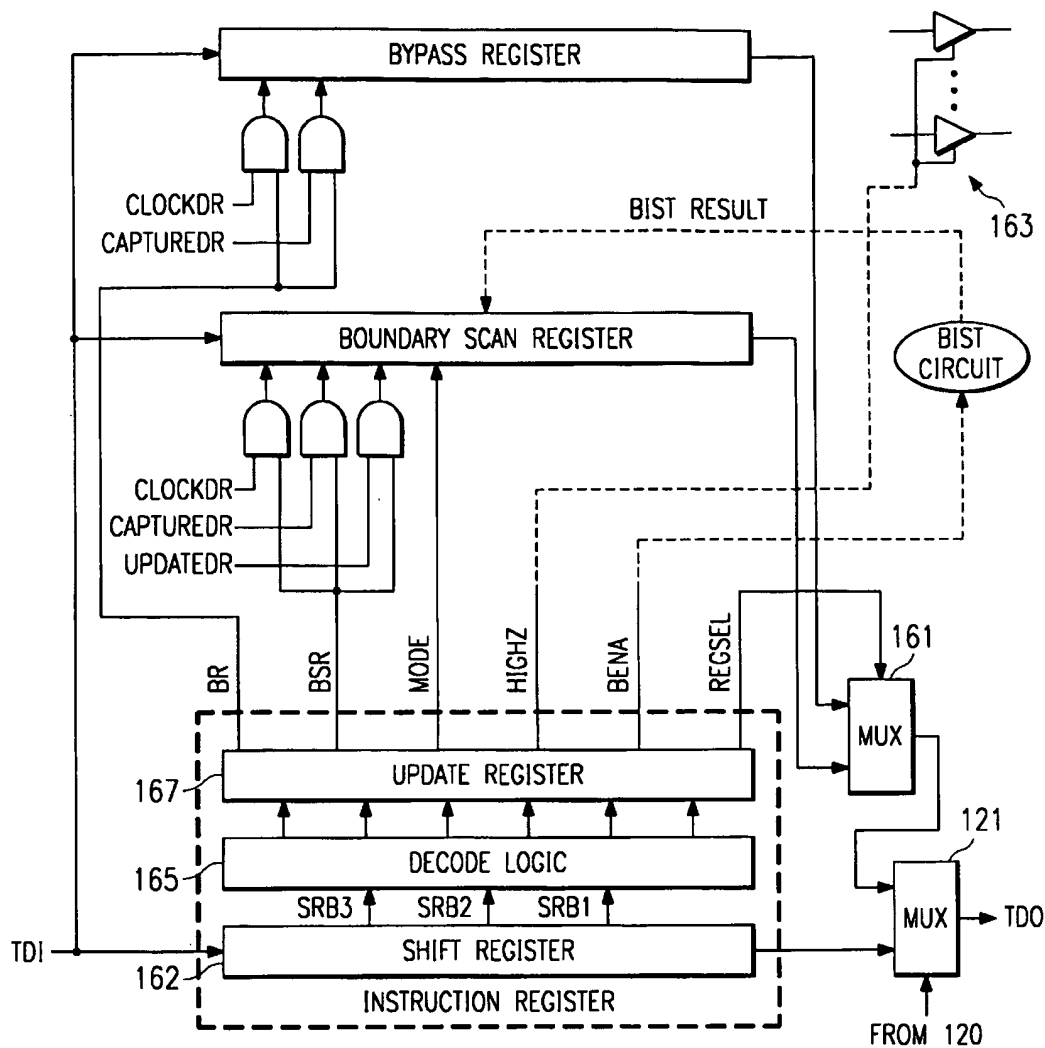 BYPASS REGISTER
163
CLOCKDR
CAPTUREDR
BIST RESULT
BOUNDARY SCAN REGISTER
BIST
CIRCUIT
CLOCKDR
CAPTUREDR
UPDATEDR
BR
BSR
MODE
HIGHZ
BENA
REGSEL
161
MUX
UPDATE REGISTER
167
121
DECODE LOGIC
165
SRB3
SRB2
SRB1
MUX
TDO
TDI
SHIFT REGISTER
162
INSTRUCTION REGISTER
FROM 120